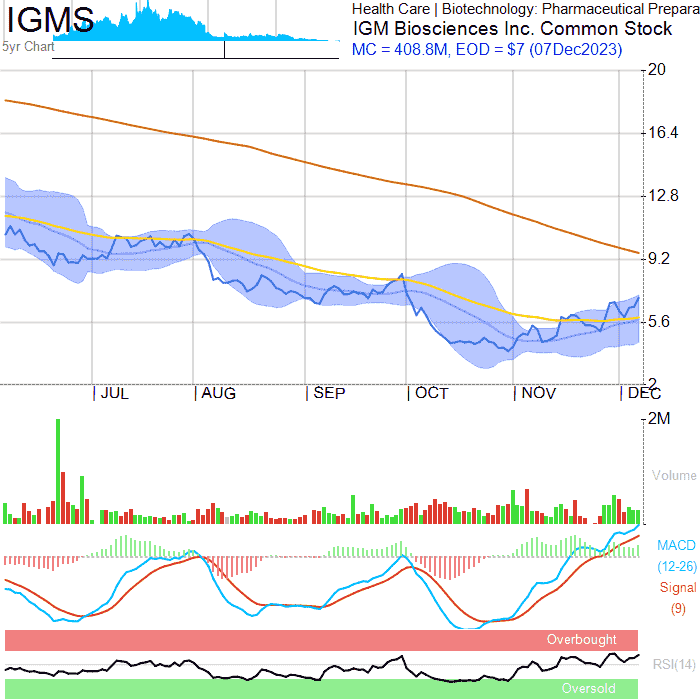 IGMS
Health Care | Biotechnology: Pharmaceutical Prepara
IGM Biosciences Inc. Common Stock
5yr Chart
MC = 408.8M, EOD = $7 (07Dec2023)
20
16.4
12.8
9.2
5.6
2
JUL AUG SEP OCT NOV DEC
2M
Volume
MACD
(12-26)
Signal
(9)
Overbought
RSI(14)
Oversold